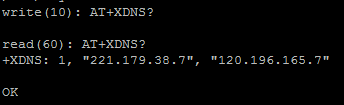 write(10): AT+XDNS?
read(60): AT+XDNS?
+XDNS: 1, "221.179.38.7", "120.196.165.7"
OK